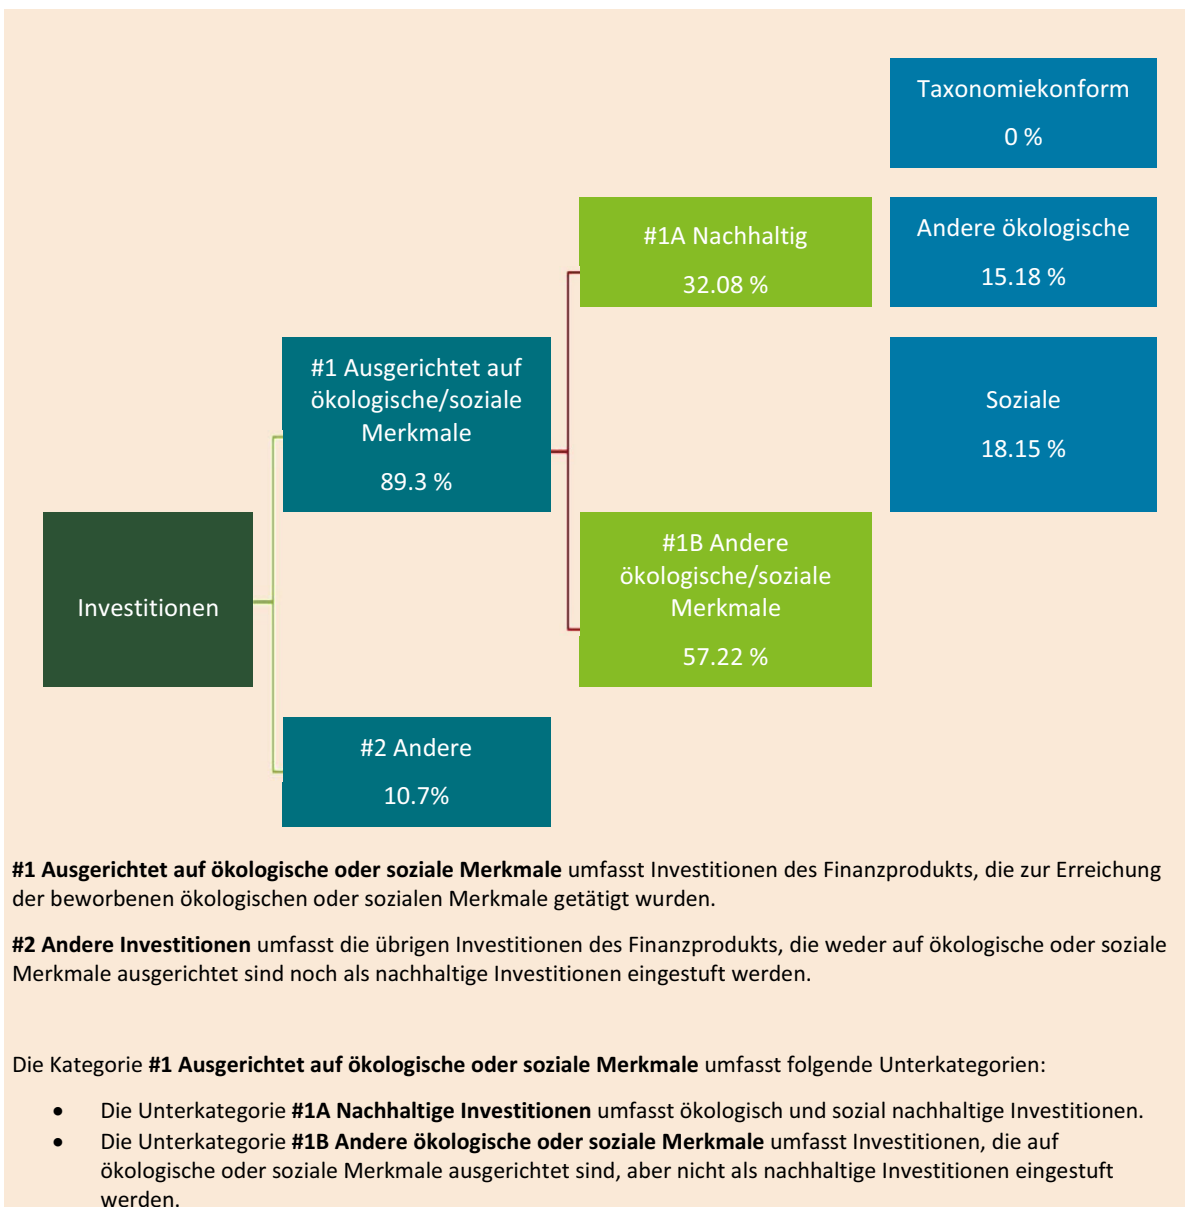 Taxonomiekonform
0 %
#1A Nachhaltig
32.08 %
Andere ökologische
15.18 %
#1 Ausgerichtet auf
ökologische/soziale
Merkmale
89.3 %
Soziale
18.15 %
Investitionen
#1B Andere
ökologische/soziale
Merkmale
57.22 %
#2 Andere
10.7%
#1 Ausgerichtet auf ökologische oder soziale Merkmale umfasst Investitionen des Finanzprodukts, die zur Erreichung
der beworbenen ökologischen oder sozialen Merkmale getätigt wurden.
#2 Andere Investitionen umfasst die übrigen Investitionen des Finanzprodukts, die weder auf ökologische oder soziale
Merkmale ausgerichtet sind noch als nachhaltige Investitionen eingestuft werden.
Die Kategorie #1 Ausgerichtet auf ökologische oder soziale Merkmale umfasst folgende Unterkategorien:
• Die Unterkategorie #1A Nachhaltige Investitionen umfasst ökologisch und sozial nachhaltige Investitionen.
• Die Unterkategorie #1B Andere ökologische oder soziale Merkmale umfasst Investitionen, die auf
ökologische oder soziale Merkmale ausgerichtet sind, aber nicht als nachhaltige Investitionen eingestuft
werden.